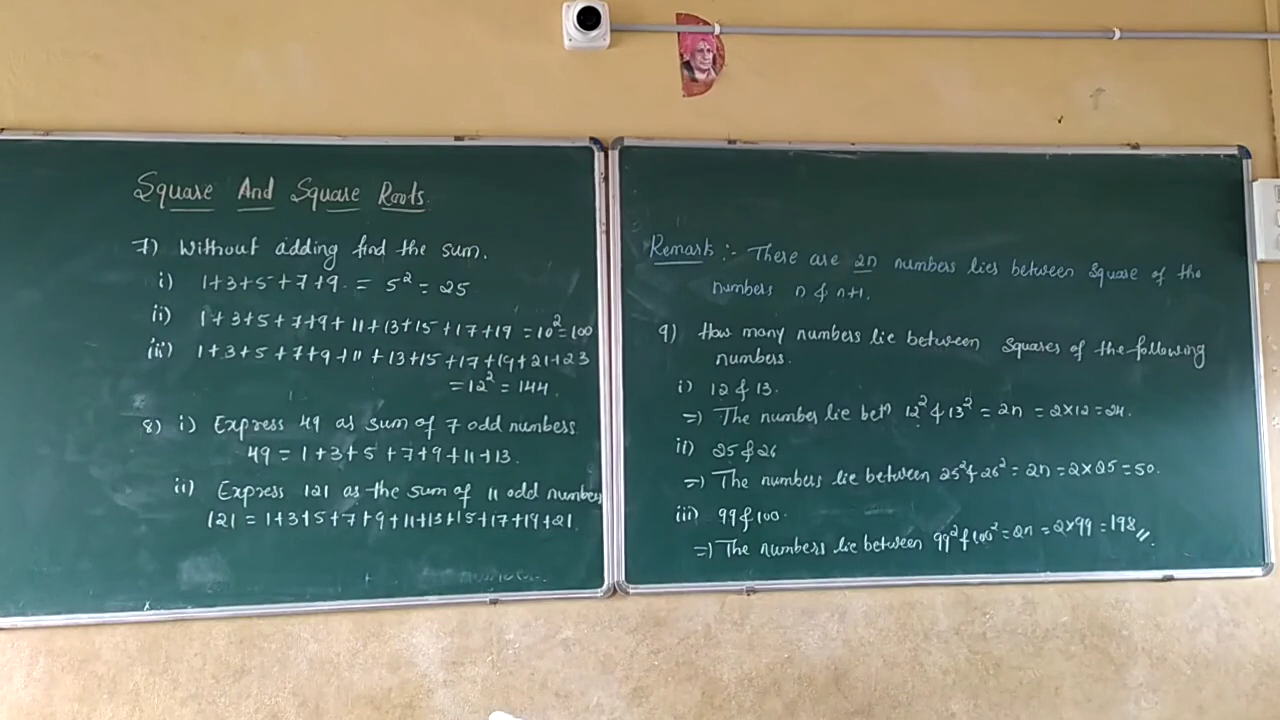 Square And Square Roots.
7) Without adding find the sum.
i) 1+3+5+7+9. = 5² = 25
ii) 1+3+5+7+9+11+13+15+17+19 = 10² = 100
iii) 1+3+5+7+9+11+13+15+17+19+21+23
= 12² = 144.
8) i) Express 49 as sum of 7 odd numbers.
49 = 1+3+5+7+9+11+13.
ii) Express 121 as the sum of 11 odd numbers
121 = 1+3+5+7+9+11+13+15+17+19+21.
Remark :- There are 2n numbers lies between square of the
numbers n & n+1.
9) How many numbers lie between squares of the following
numbers.
i) 12 & 13.
⇒) The number lie betn 12² & 13² = 2n = 2×12 = 24.
ii) 25 & 26
⇒) The numbers lie between 25² & 26² = 2n = 2×25 = 50.
iii) 99 & 100.
⇒) The numbers lie between 99² & 100² = 2n = 2×99 = 198 //.